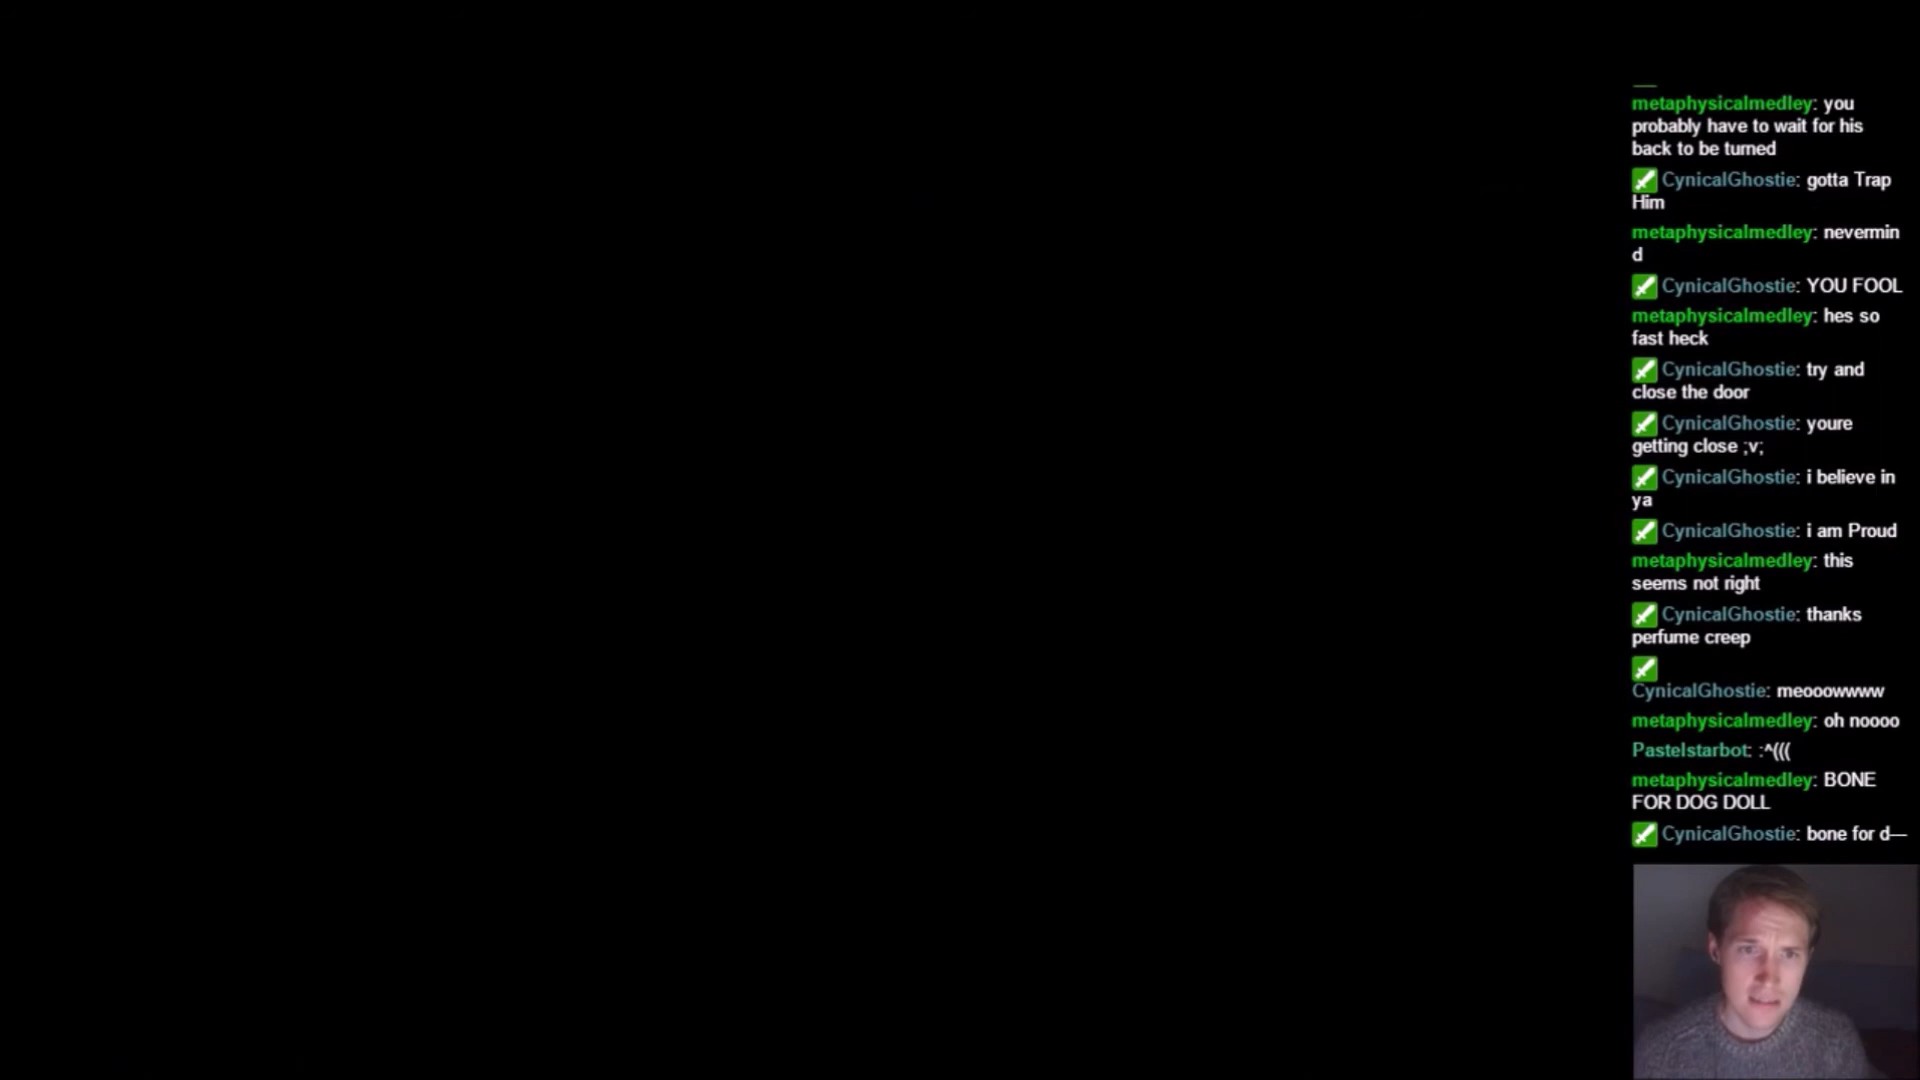 metaphysicalmedley: you
probably have to wait for his
back to be turned
CynicalGhostie: gotta Trap
Him
metaphysicalmedley: nevermin
d
CynicalGhostie: YOU FOOL
metaphysicalmedley: hes so
fast heck
CynicalGhostie: try and
close the door
CynicalGhostie: youre
getting close ;v;
CynicalGhostie: i believe in
ya
CynicalGhostie: i am Proud
metaphysicalmedley: this
seems not right
CynicalGhostie: thanks
perfume creep
CynicalGhostie: meooowwww
metaphysicalmedley: oh noooo
Pastelstarbot: :^(((
metaphysicalmedley: BONE
FOR DOG DOLL
CynicalGhostie: bone for d—